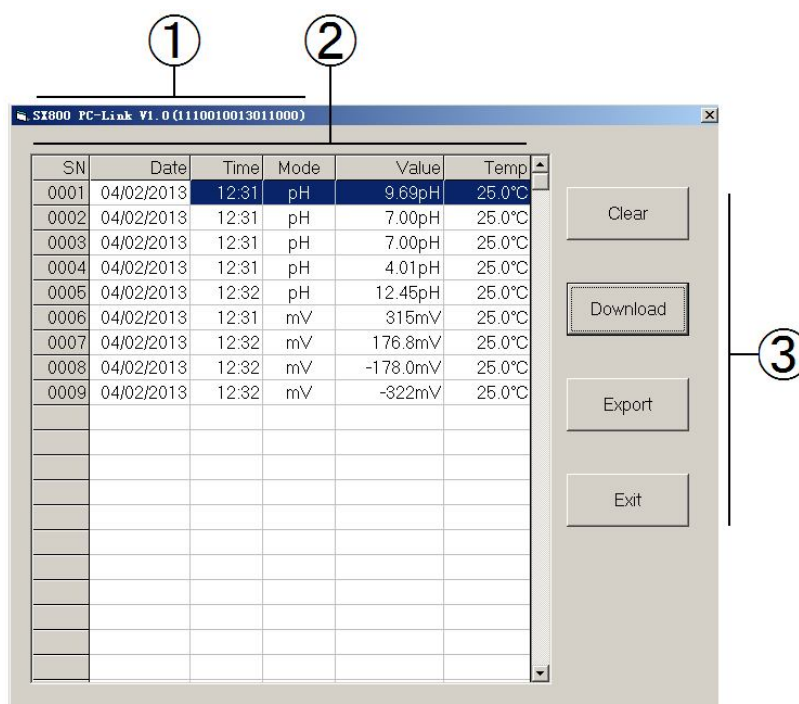 ① ②
SX800 PC-Link V1.0(1110010013011000)
SN Date Time Mode Value Temp
0001 04/02/2013 12:31 pH 9.69pH 25.0℃
0002 04/02/2013 12:31 pH 7.00pH 25.0℃
0003 04/02/2013 12:31 pH 7.00pH 25.0℃
0004 04/02/2013 12:31 pH 4.01pH 25.0℃
0005 04/02/2013 12:32 pH 12.45pH 25.0℃
0006 04/02/2013 12:31 mV 315mV 25.0℃
0007 04/02/2013 12:32 mV 176.8mV 25.0℃
0008 04/02/2013 12:32 mV -178.0mV 25.0℃
0009 04/02/2013 12:32 mV -322mV 25.0℃
Clear
Download
Export
Exit
③